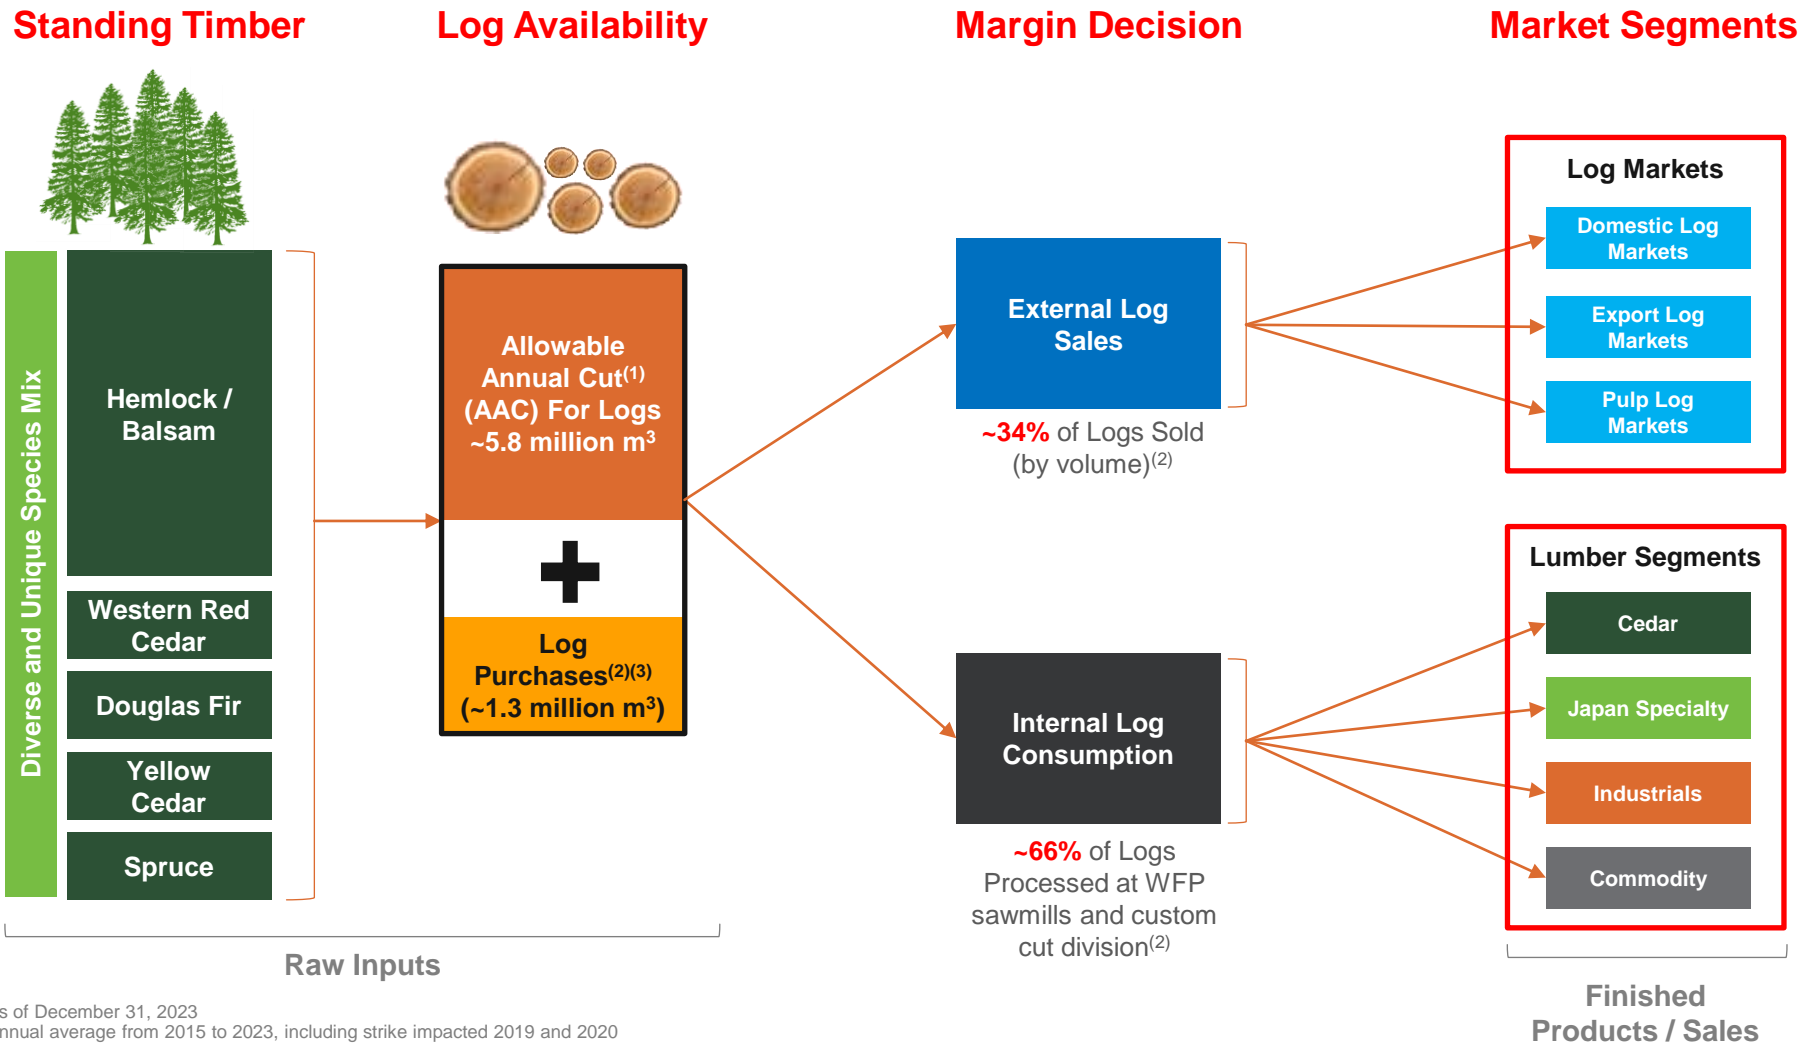 Standing Timber
Log Availability
Margin Decision
Market Segments
Diverse and Unique Species Mix
Hemlock /
Balsam
Western Red
Cedar
Douglas Fir
Yellow
Cedar
Spruce
Allowable
Annual Cut(1)
(AAC) For Logs
~5.8 million m³
Log
Purchases(2)(3)
(~1.3 million m³)
Raw Inputs
External Log
Sales
~34% of Logs Sold
(by volume)(2)
Internal Log
Consumption
~66% of Logs
Processed at WFP
sawmills and custom
cut division(2)
Log Markets
Domestic Log
Markets
Export Log
Markets
Pulp Log
Markets
Lumber Segments
Cedar
Japan Specialty
Industrials
Commodity
Finished
Products / Sales
s of December 31, 2023
nnual average from 2015 to 2023, including strike impacted 2019 and 2020